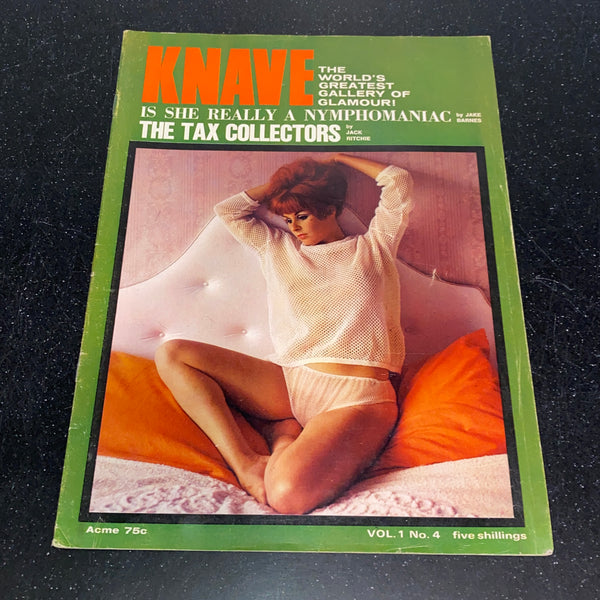 KNAVE
THE
WORLD'S
GREATEST
GALLERY OF
GLAMOUR!
IS SHE REALLY A NYMPHOMANIAC by JAKE
BARNES
THE TAX COLLECTORS by
JACK
RITCHIE
Acme 75c
VOL. 1 No. 4 five shillings